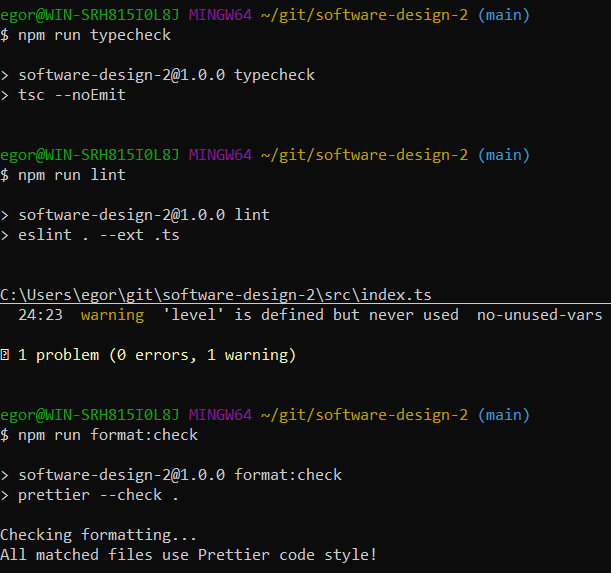 egor@WIN-SRH815I0L8J MINGW64 ~/git/software-design-2 (main)
$ npm run typecheck
> software-design-2@1.0.0 typecheck
> tsc --noEmit
egor@WIN-SRH815I0L8J MINGW64 ~/git/software-design-2 (main)
$ npm run lint
> software-design-2@1.0.0 lint
> eslint . --ext .ts
C:\Users\egor\git\software-design-2\src\index.ts
24:23  warning  'level' is defined but never used  no-unused-vars
1 problem (0 errors, 1 warning)
egor@WIN-SRH815I0L8J MINGW64 ~/git/software-design-2 (main)
$ npm run format:check
> software-design-2@1.0.0 format:check
> prettier --check .
Checking formatting...
All matched files use Prettier code style!